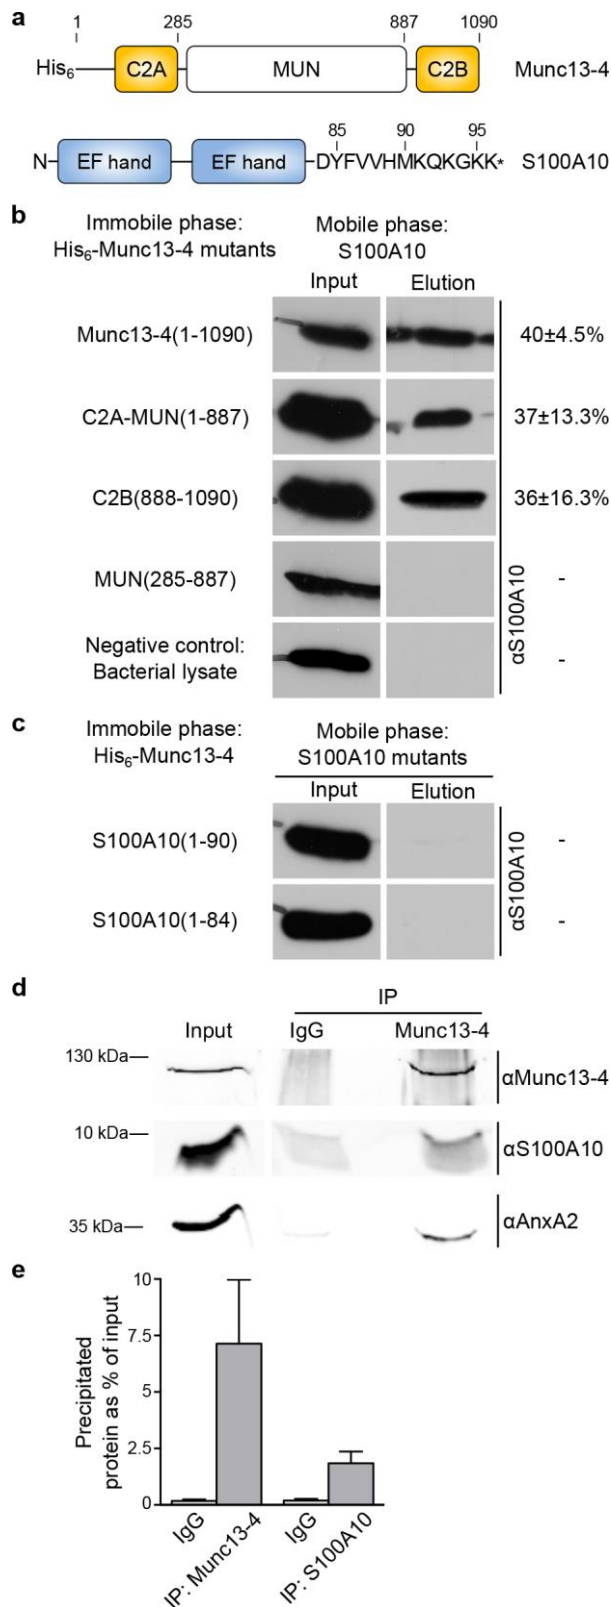 a
1 285 887 1090
His6 C2A MUN C2B Munc13-4
85 90 95
N EF hand EF hand DYFVVHMKQKGKK* S100A10
b
Immobile phase: Mobile phase:
His6-Munc13-4 mutants S100A10
Input Elution
Munc13-4(1-1090) 40±4.5%
C2A-MUN(1-887) 37±13.3%
C2B(888-1090) 36±16.3%
MUN(285-887) -
Negative control: -
Bacterial lysate
αS100A10
c
Immobile phase: Mobile phase:
His6-Munc13-4 S100A10 mutants
Input Elution
S100A10(1-90) -
S100A10(1-84) -
αS100A10
d
IP
Input IgG Munc13-4
130 kDa αMunc13-4
10 kDa αS100A10
35 kDa αAnxA2
e
Precipitated
protein as % of input
10
7.5
5
2.5
0
IgG
IP: Munc13-4
IgG
IP: S100A10